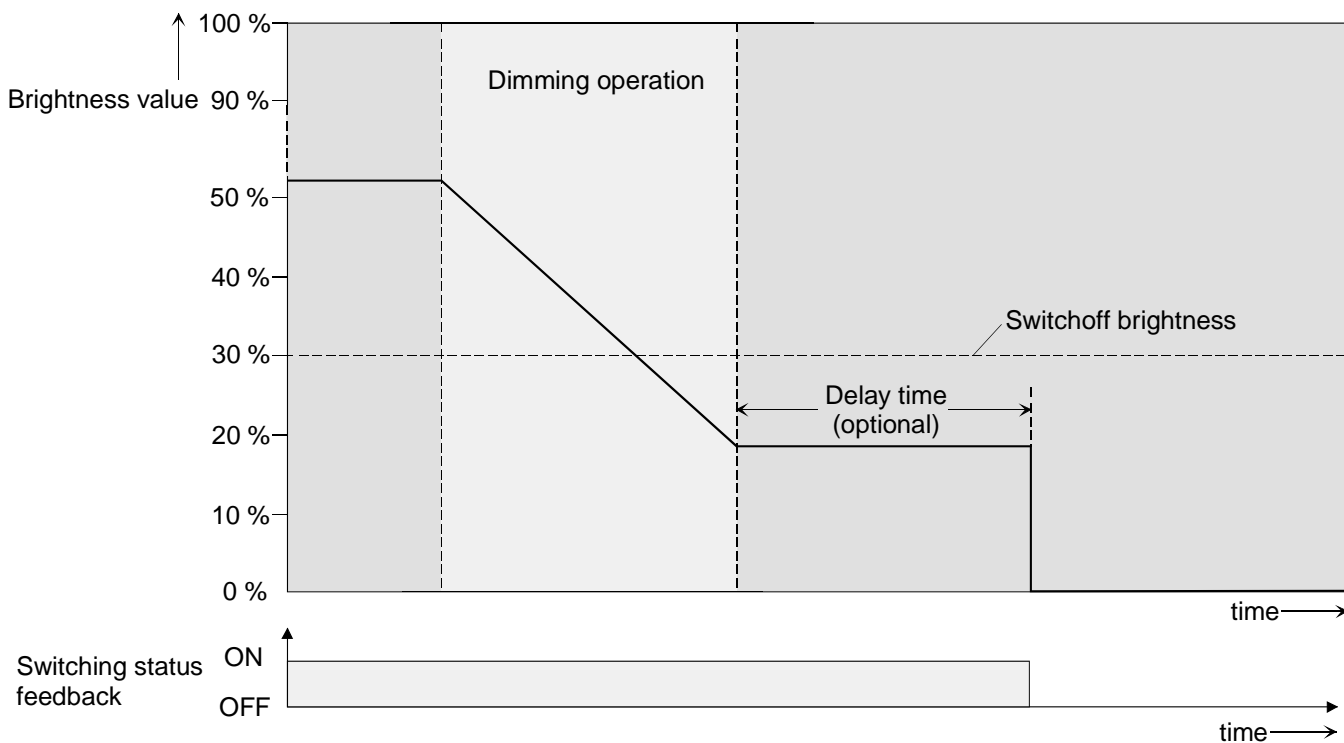 100 %
Dimming operation
Brightness value
90 %
50 %
40 %
Switchoff brightness
30 %
Delay time
(optional)
20 %
10 %
0 %
time
Switching status
feedback
ON
OFF
time